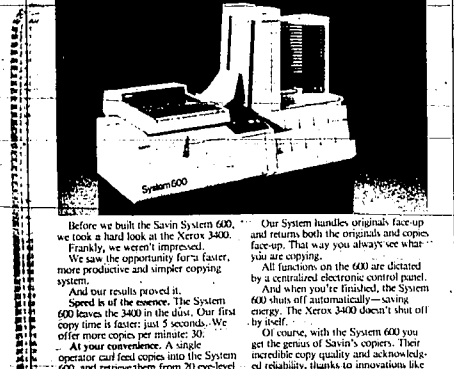 System 600
Before we built the Savin System 600,
we took a hard look at the Xerox 3400.
Frankly, we weren't impressed.
We saw the opportunity for a faster,
more productive and simpler copying
system.
And our results proved it.
Speed is of the essence. The System
600 leaves the 3400 in the dust. Our first
copy time is faster: just 5 seconds. We
offer more copies per minute: 30.
At your convenience. A single
operator can feed copies into the System
600, and retrieve them from 20 eye-level
Our System handles originals face-up
and returns both the originals and copies
face-up. That way you always see what
you are copying.
All functions on the 600 are dictated
by a centralized electronic control panel.
And when you're finished, the System
600 shuts off automatically—saving
energy. The Xerox 3400 doesn't shut off
by itself.
Of course, with the System 600 you
get the genius of Savin's copiers. Their
incredible copy quality and acknowledg-
ed reliability, thanks to innovations like